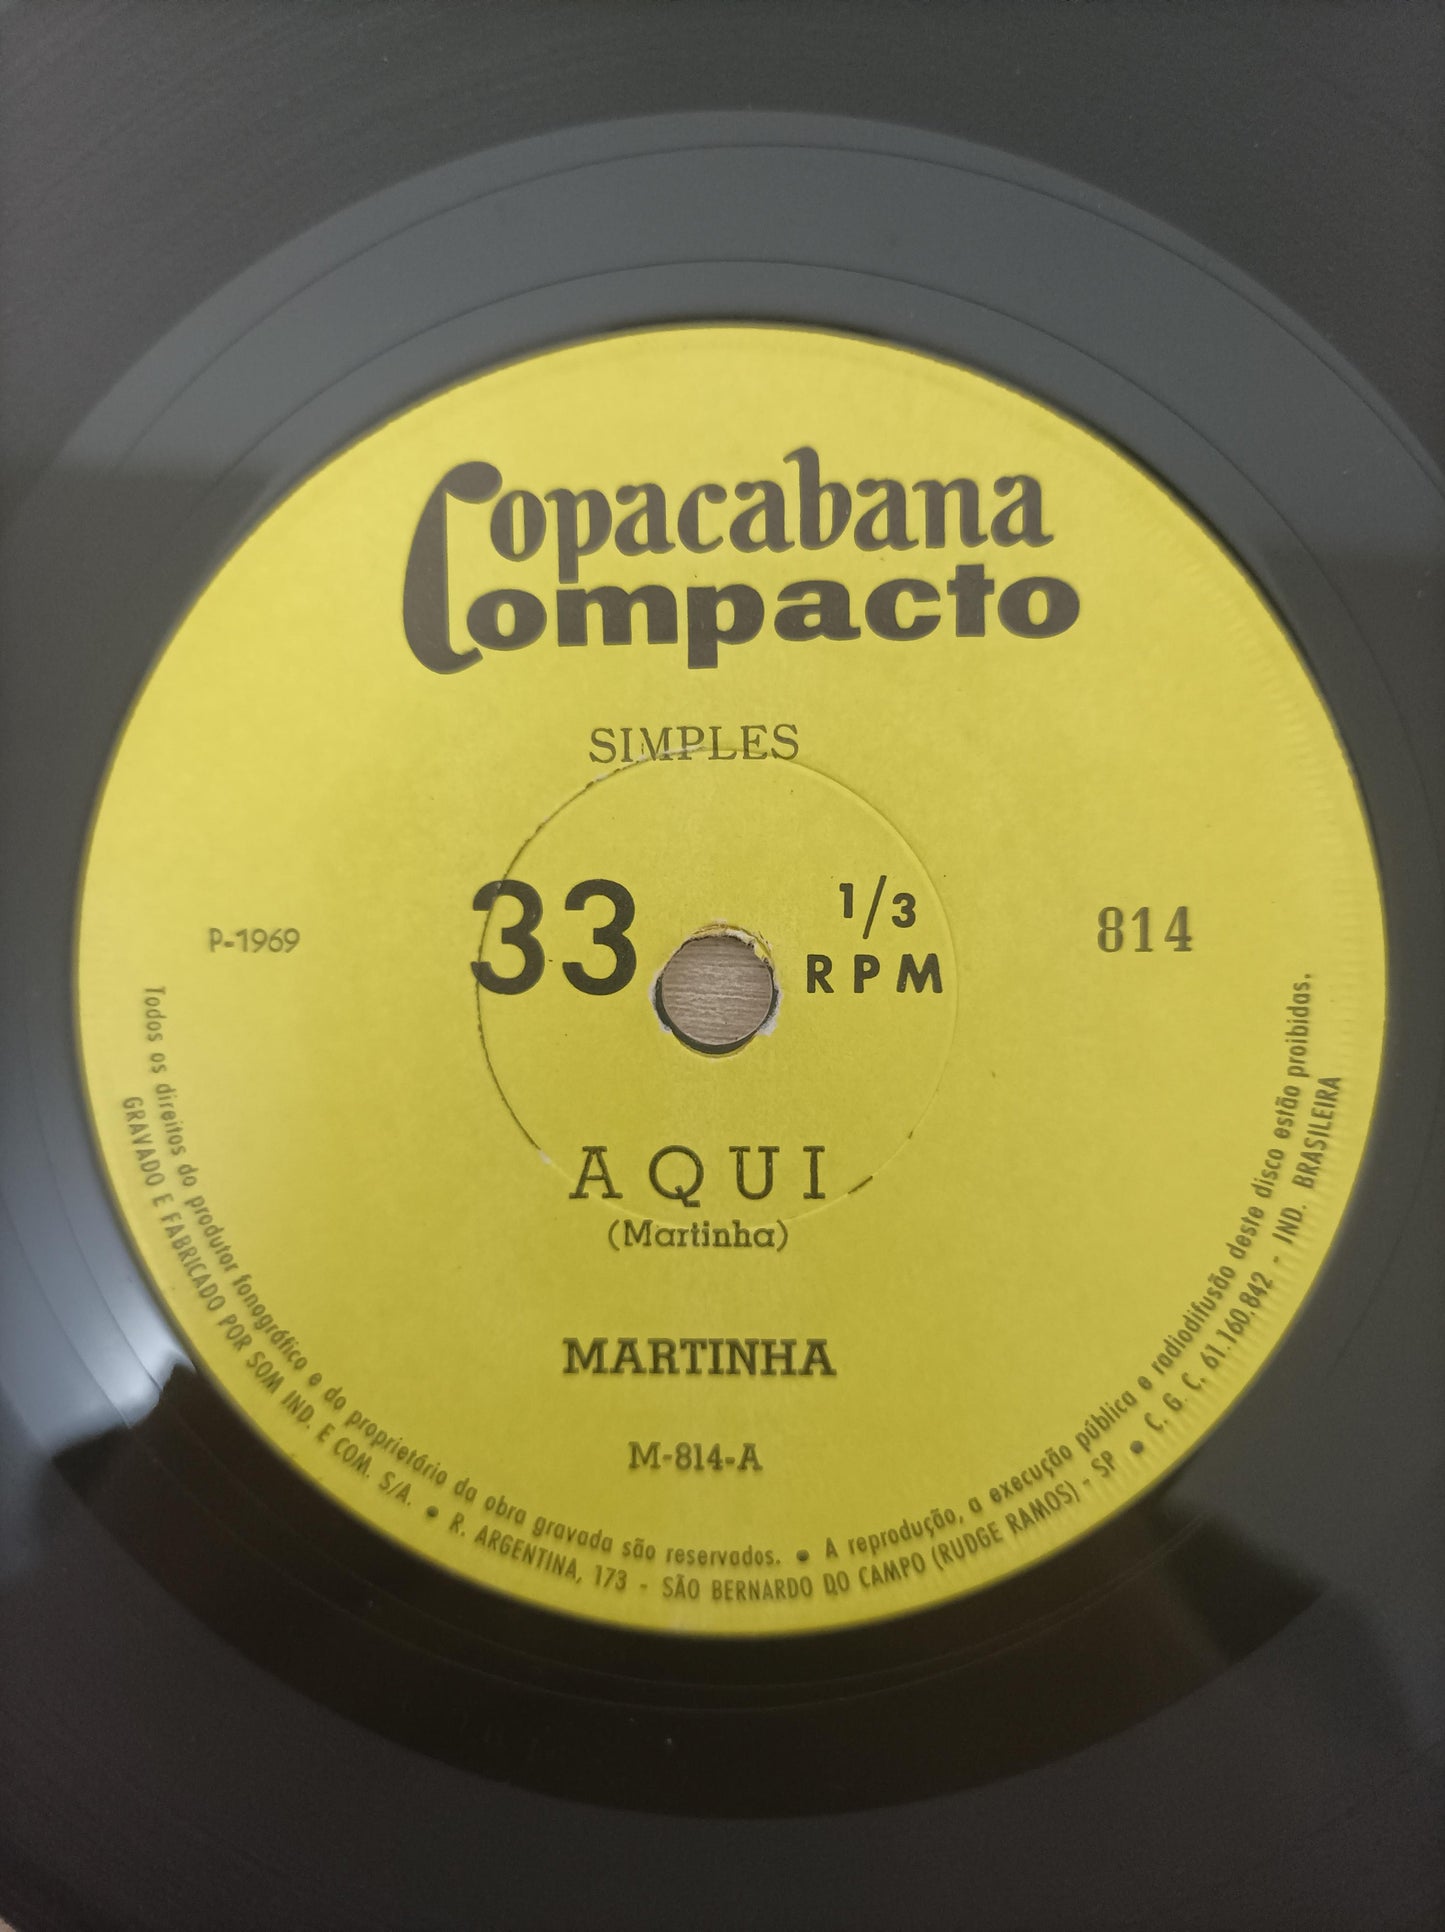 Copacabana
Compacto
SIMPLES
P-1969
33 1/3
RPM
814
AQUI
(Martinha)
MARTINHA
M-814-A
Todos os direitos do produtor fonográfico e do proprietário da obra gravada são reservados. ● A reprodução, a execução pública e radiodifusão deste disco estão proibidas.
GRAVADO E FABRICADO POR SOM IND. E COM. S/A. ● R. ARGENTINA, 173 - SÃO BERNARDO DO CAMPO (RUDGE RAMOS) - SP ● C. G. C. 61.160.842 - IND. BRASILEIRA